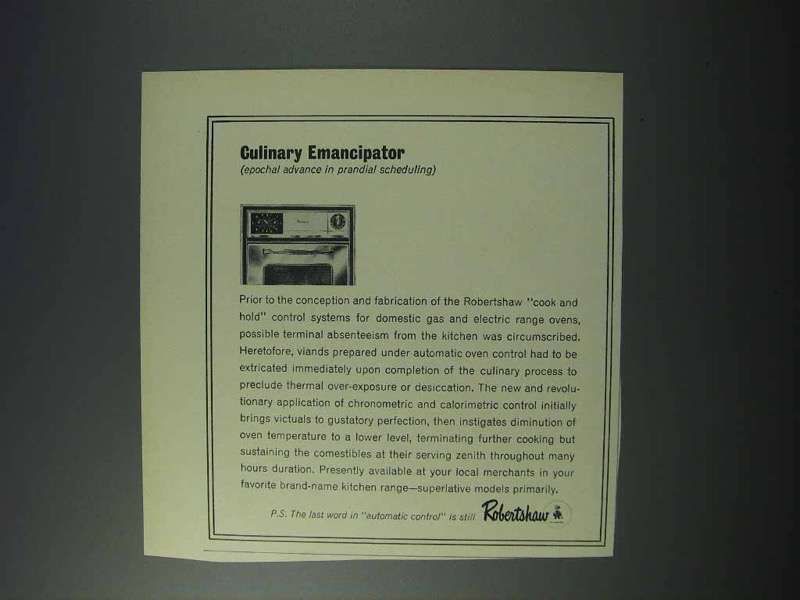 Culinary Emancipator
(epochal advance in prandial scheduling)
Prior to the conception and fabrication of the Robertshaw "cook and
hold" control systems for domestic gas and electric range ovens,
possible terminal absenteeism from the kitchen was circumscribed.
Heretofore, viands prepared under automatic oven control had to be
extricated immediately upon completion of the culinary process to
preclude thermal over-exposure or desiccation. The new and revolu-
tionary application of chronometric and calorimetric control initially
brings victuals to gustatory perfection, then instigates diminution of
oven temperature to a lower level, terminating further cooking but
sustaining the comestibles at their serving zenith throughout many
hours duration. Presently available at your local merchants in your
favorite brand-name kitchen range—superlative models primarily.
P.S. The last word in "automatic control" is still Robertshaw